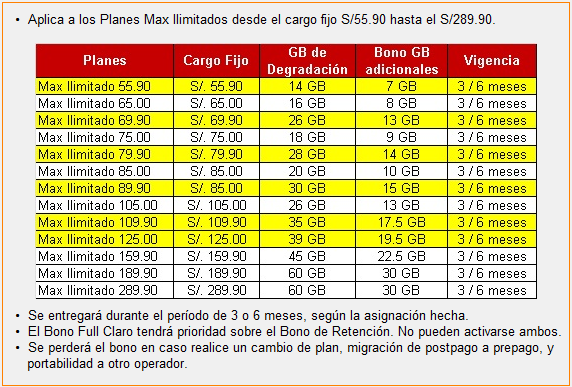 • Aplica a los Planes Max Ilimitados desde el cargo fijo S/55.90 hasta el S/289.90.
Planes Cargo Fijo GB de Degradación Bono GB adicionales Vigencia
Max Ilimitado 55.90 S/. 55.90 14 GB 7 GB 3 / 6 meses
Max Ilimitado 65.00 S/. 65.00 16 GB 8 GB 3 / 6 meses
Max Ilimitado 69.90 S/. 69.90 26 GB 13 GB 3 / 6 meses
Max Ilimitado 75.00 S/. 75.00 18 GB 9 GB 3 / 6 meses
Max Ilimitado 79.90 S/. 79.90 28 GB 14 GB 3 / 6 meses
Max Ilimitado 85.00 S/. 85.00 20 GB 10 GB 3 / 6 meses
Max Ilimitado 89.90 S/. 85.00 30 GB 15 GB 3 / 6 meses
Max Ilimitado 105.00 S/. 105.00 26 GB 13 GB 3 / 6 meses
Max Ilimitado 109.90 S/. 109.90 35 GB 17.5 GB 3 / 6 meses
Max Ilimitado 125.00 S/. 125.00 39 GB 19.5 GB 3 / 6 meses
Max Ilimitado 159.90 S/. 159.90 45 GB 22.5 GB 3 / 6 meses
Max Ilimitado 189.90 S/. 189.90 60 GB 30 GB 3 / 6 meses
Max Ilimitado 289.90 S/. 289.90 60 GB 30 GB 3 / 6 meses
• Se entregará durante el período de 3 o 6 meses, según la asignación hecha.
• El Bono Full Claro tendrá prioridad sobre el Bono de Retención. No pueden activarse ambos.
• Se perderá el bono en caso realice un cambio de plan, migración de postpago a prepago, y
portabilidad a otro operador.